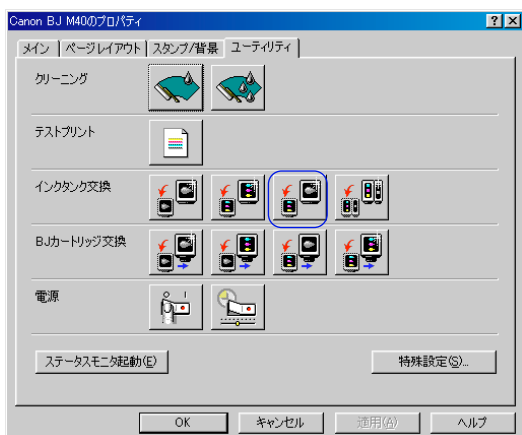 Canon BJ M40のプロパティ
メイン ページレイアウト スタンプ/背景 ユーティリティ
クリーニング
テストプリント
インクタンク交換
BJカートリッジ交換
電源
ステータスモニタ起動(E) 特殊設定(S)...
OK キャンセル 適用(A) ヘルプ